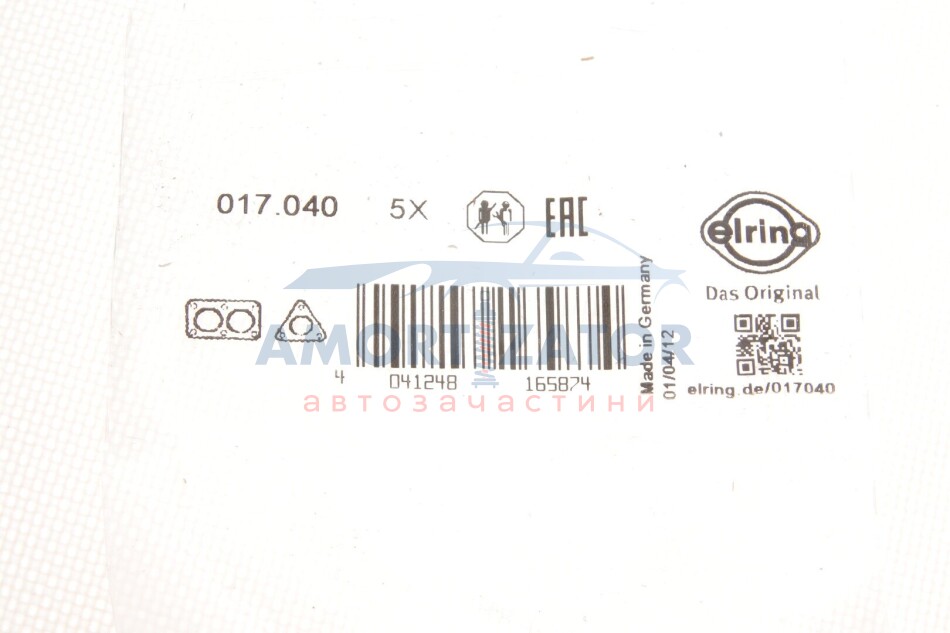 017.040 5X EAC
elring
Das Original
elring.de/017040
Made in Germany
01/04/12
4 041248 165874
AMORTIZATOR
автозачастини